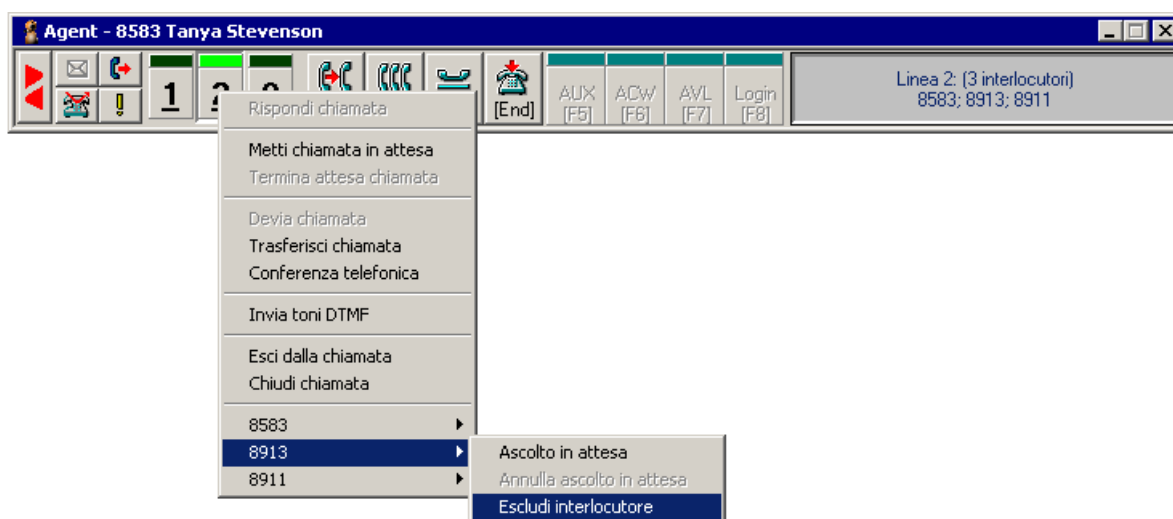 Agent - 8583 Tanya Stevenson
1
[End]
AUX
[F5]
ACW
[F6]
AVL
[F7]
Login
[F8]
Linea 2: (3 interlocutori)
8583; 8913; 8911
Rispondi chiamata
Metti chiamata in attesa
Termina attesa chiamata
Devia chiamata
Trasferisci chiamata
Conferenza telefonica
Invia toni DTMF
Esci dalla chiamata
Chiudi chiamata
8583
8913
8911
Ascolto in attesa
Annulla ascolto in attesa
Escludi interlocutore